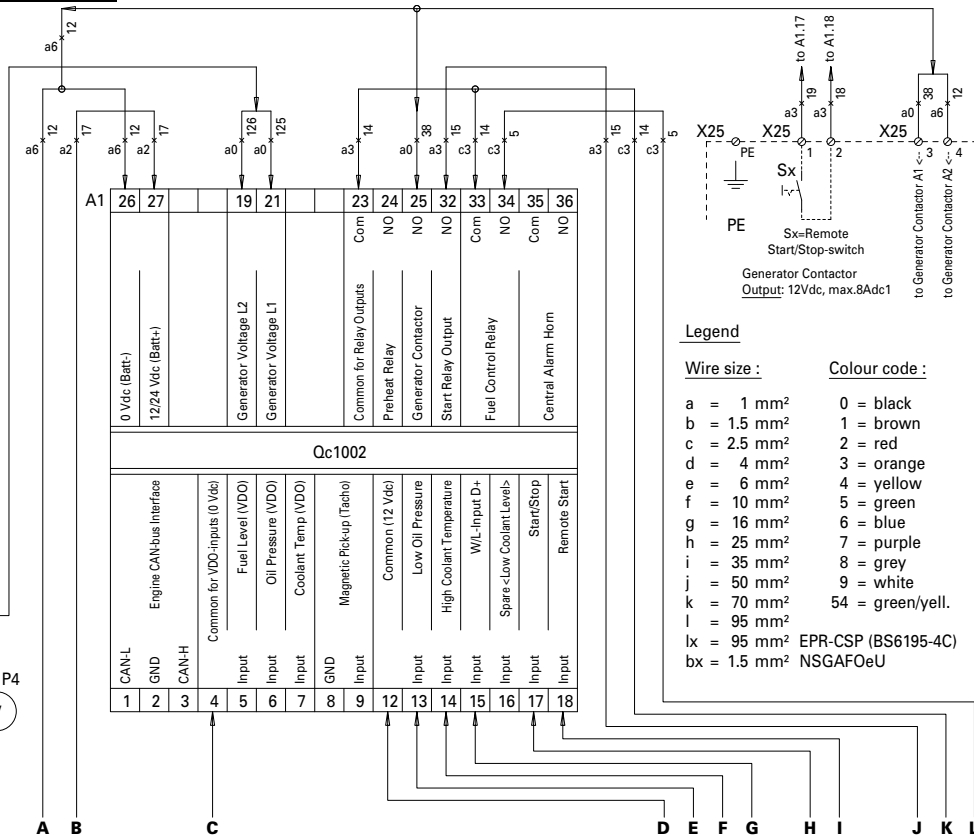 12
a6
12
a6
17
a2
12
a6
17
a2
126
a0
125
a0
14
a3
38
a0
15
a3
14
c3
5
c3
15
a3
14
c3
5
c3
to A1.17
to A1.18
19
a3
18
a3
38
a0
12
a6
X25
X25
X25
PE
1
2
3
4
Sx
PE
Sx=Remote
Start/Stop-switch
Generator Contactor
Output: 12Vdc, max.8Adc1
to Generator Contactor A1
to Generator Contactor A2
A1
26 27 19 21 23 24 25 32 33 34 35 36
Com NO NO NO Com NO Com NO
0 Vdc (Batt-)
12/24 Vdc (Batt+)
Generator Voltage L2
Generator Voltage L1
Common for Relay Outputs
Preheat Relay
Generator Contactor
Start Relay Output
Fuel Control Relay
Central Alarm Horn
Qc1002
Engine CAN-bus Interface
Common for VDO-inputs (0 Vdc)
Fuel Level (VDO)
Oil Pressure (VDO)
Coolant Temp (VDO)
Magnetic Pick-up (Tacho)
Common (12 Vdc)
Low Oil Pressure
High Coolant Temperature
W/L-Input D+
Spare <Low Coolant Level>
Start/Stop
Remote Start
CAN-L GND CAN-H Input Input Input GND Input Input Input Input Input Input Input
1 2 3 4 5 6 7 8 9 12 13 14 15 16 17 18
P4
Legend
Wire size :
a = 1 mm²
b = 1.5 mm²
c = 2.5 mm²
d = 4 mm²
e = 6 mm²
f = 10 mm²
g = 16 mm²
h = 25 mm²
i = 35 mm²
j = 50 mm²
k = 70 mm²
l = 95 mm²
lx = 95 mm² EPR-CSP (BS6195-4C)
bx = 1.5 mm² NSGAFOeU
Colour code :
0 = black
1 = brown
2 = red
3 = orange
4 = yellow
5 = green
6 = blue
7 = purple
8 = grey
9 = white
54 = green/yell.
A B C D E F G H I J K